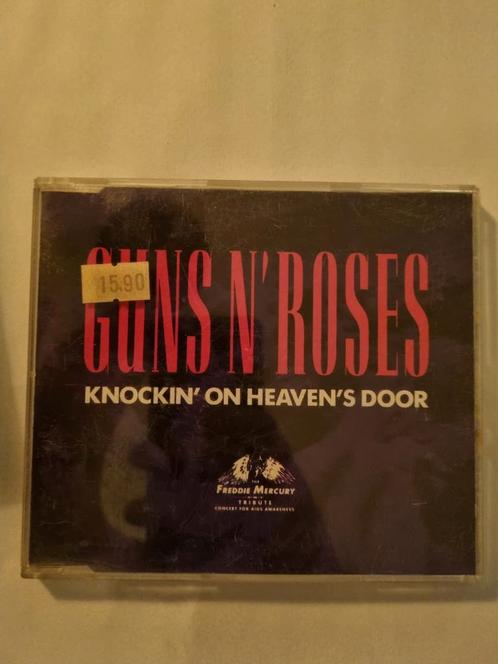 GUNS N' ROSES
15.90
KNOCKIN' ON HEAVEN'S DOOR
THE
FREDDIE MERCURY
TRIBUTE
CONCERT FOR AIDS AWARENESS